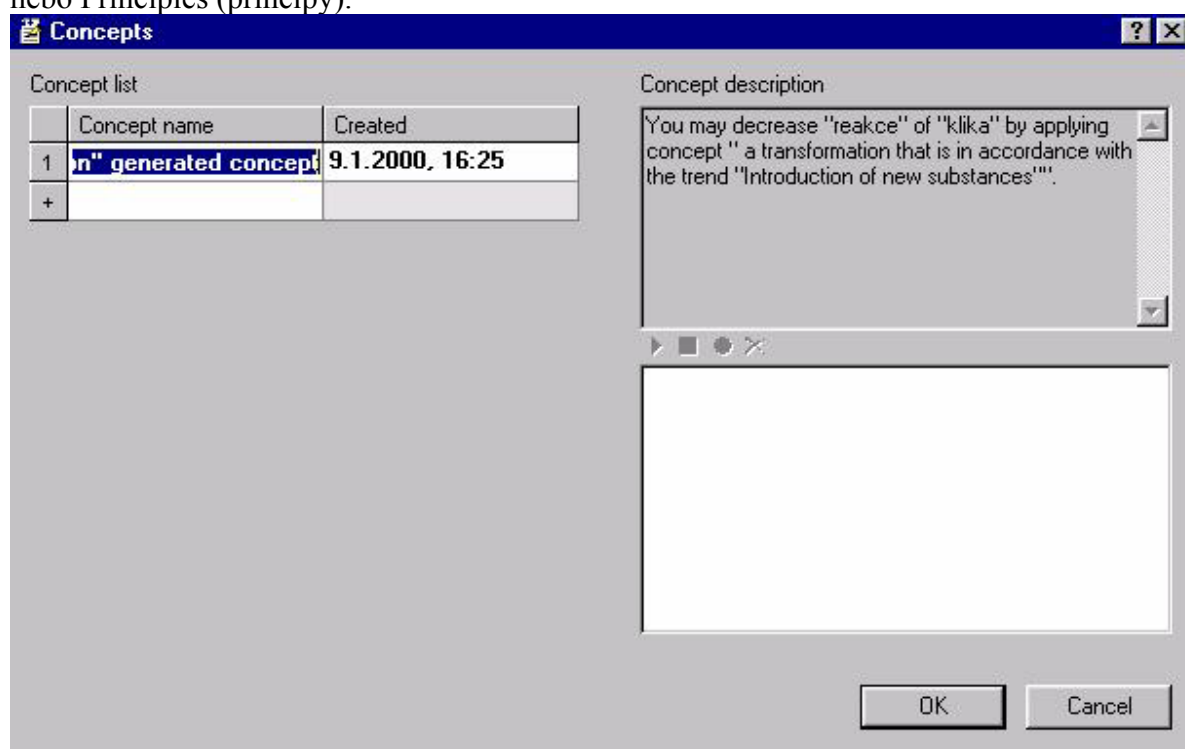 nebo Principles (principy).
Concepts
Concept list
Concept name Created
1 on" generated concept 9.1.2000, 16:25
+
Concept description
You may decrease "reakce" of "klika" by applying
concept " a transformation that is in accordance with
the trend "Introduction of new substances"".
OK Cancel